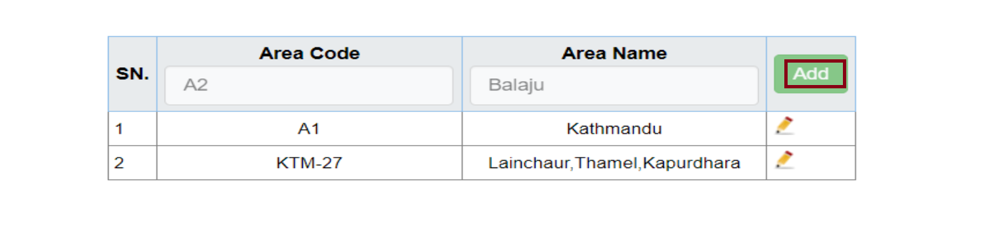 SN. Area Code Area Name Add
A2 Balaju
1 A1 Kathmandu
2 KTM-27 Lainchaur,Thamel,Kapurdhara